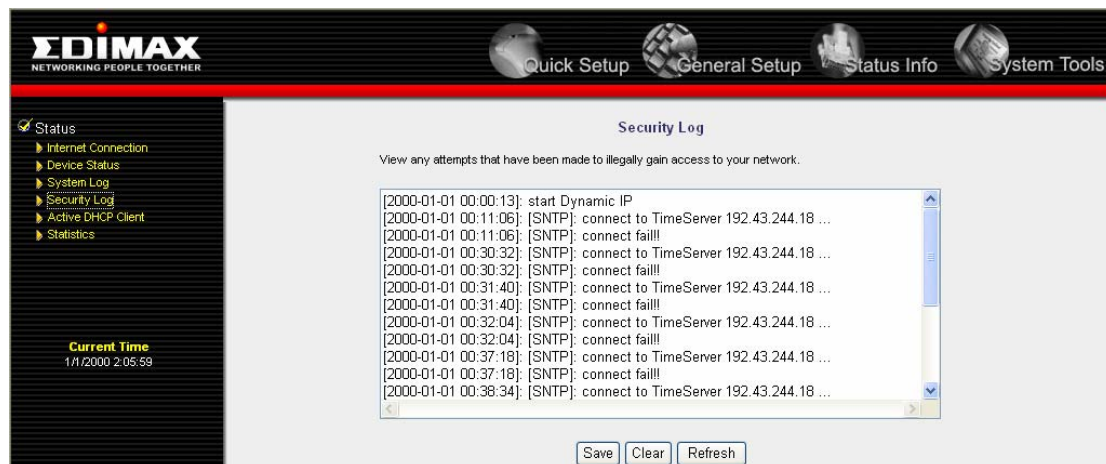 EDIMAX
NETWORKING PEOPLE TOGETHER
Quick Setup
General Setup
Status Info
System Tools
Status
Internet Connection
Device Status
System Log
Security Log
Active DHCP Client
Statistics
Current Time
1/1/2000 2:05:59
Security Log
View any attempts that have been made to illegally gain access to your network.
[2000-01-01 00:00:13]: start Dynamic IP
[2000-01-01 00:11:06]: [SNTP]: connect to TimeServer 192.43.244.18 ...
[2000-01-01 00:11:06]: [SNTP]: connect fail!!
[2000-01-01 00:30:32]: [SNTP]: connect to TimeServer 192.43.244.18 ...
[2000-01-01 00:30:32]: [SNTP]: connect fail!!
[2000-01-01 00:31:40]: [SNTP]: connect to TimeServer 192.43.244.18 ...
[2000-01-01 00:31:40]: [SNTP]: connect fail!!
[2000-01-01 00:32:04]: [SNTP]: connect to TimeServer 192.43.244.18 ...
[2000-01-01 00:32:04]: [SNTP]: connect fail!!
[2000-01-01 00:37:18]: [SNTP]: connect to TimeServer 192.43.244.18 ...
[2000-01-01 00:37:18]: [SNTP]: connect fail!!
[2000-01-01 00:38:34]: [SNTP]: connect to TimeServer 192.43.244.18 ...
Save
Clear
Refresh